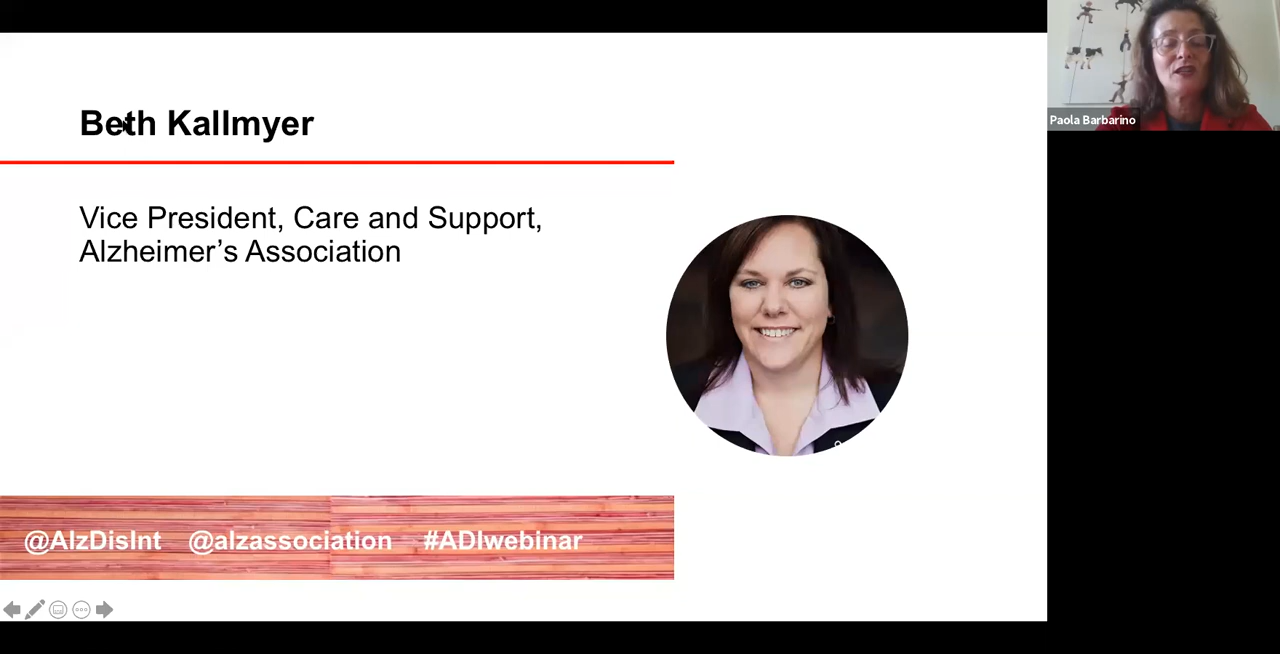 Beth Kallmyer
Vice President, Care and Support,
Alzheimer's Association
@AlzDisInt @alzassociation #ADIwebinar
Paola Barbarino